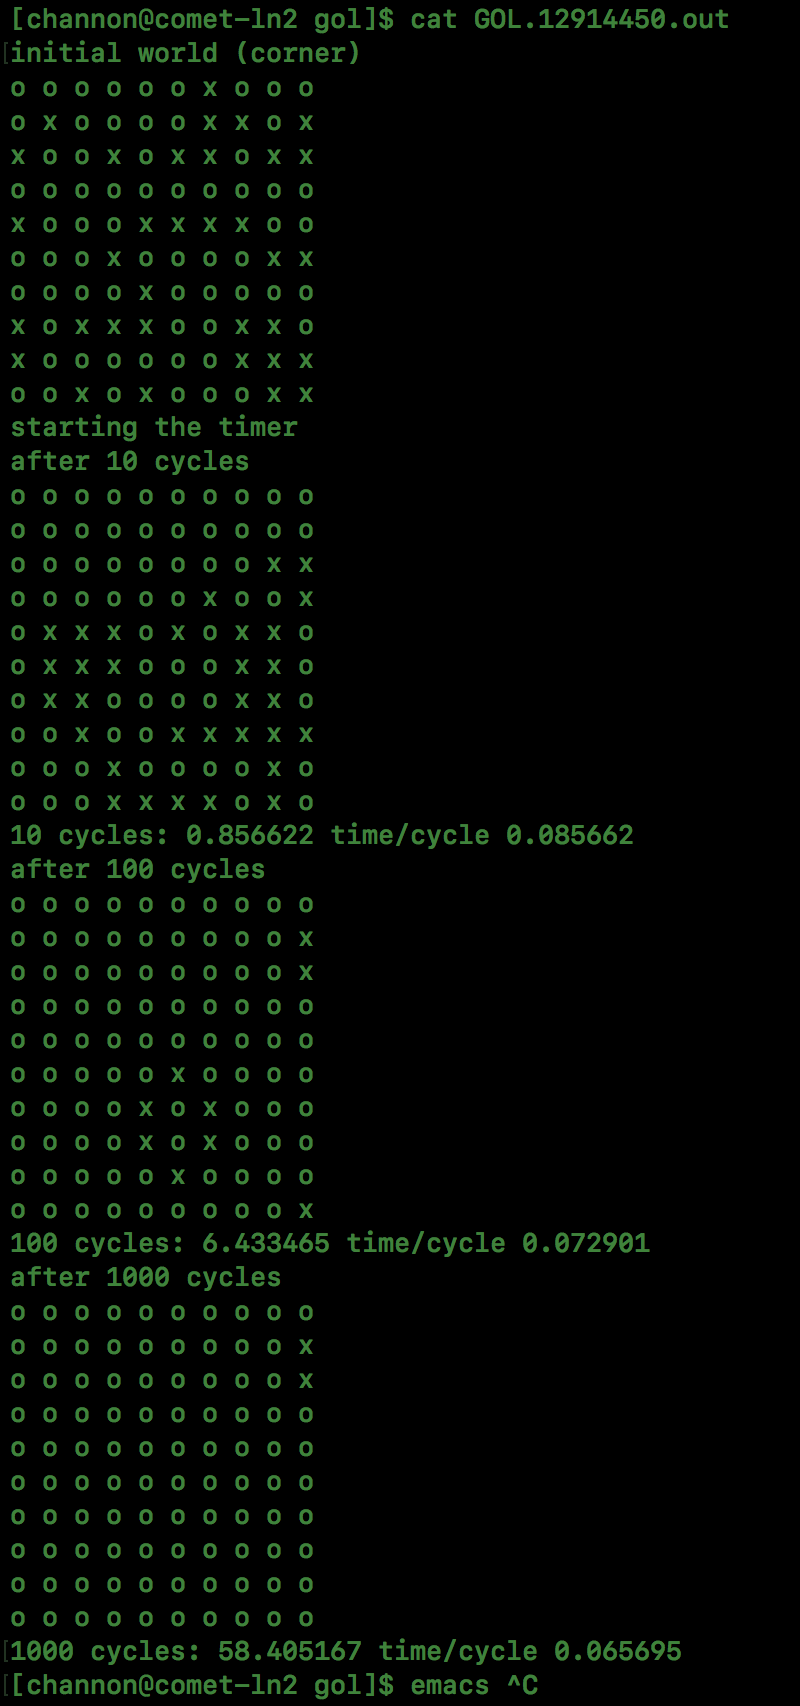 [channon@comet-ln2 gol]$ cat GOL.12914450.out
initial world (corner)
o o o o o o x o o o
o x o o o o x x o x
x o o x o x x o x x
o o o o o o o o o o
x o o o x x x x o o
o o o x o o o o x x
o o o o x o o o o o
x o x x x o o x x o
x o o o o o o x x x
o o x o x o o o x x
starting the timer
after 10 cycles
o o o o o o o o o o
o o o o o o o o o o
o o o o o o o o x x
o o o o o o x o o x
o x x x o x o x x o
o x x x o o o x x o
o x x o o o o x x o
o o x o o x x x x x
o o o x o o o o x o
o o o x x x x o x o
10 cycles: 0.856622 time/cycle 0.085662
after 100 cycles
o o o o o o o o o o
o o o o o o o o o x
o o o o o o o o o x
o o o o o o o o o o
o o o o o o o o o o
o o o o o x o o o o
o o o o x o x o o o
o o o o x o x o o o
o o o o o x o o o o
o o o o o o o o o x
100 cycles: 6.433465 time/cycle 0.072901
after 1000 cycles
o o o o o o o o o o
o o o o o o o o o x
o o o o o o o o o x
o o o o o o o o o o
o o o o o o o o o o
o o o o o o o o o o
o o o o o o o o o o
o o o o o o o o o o
o o o o o o o o o o
o o o o o o o o o o
1000 cycles: 58.405167 time/cycle 0.065695
[channon@comet-ln2 gol]$ emacs ^C